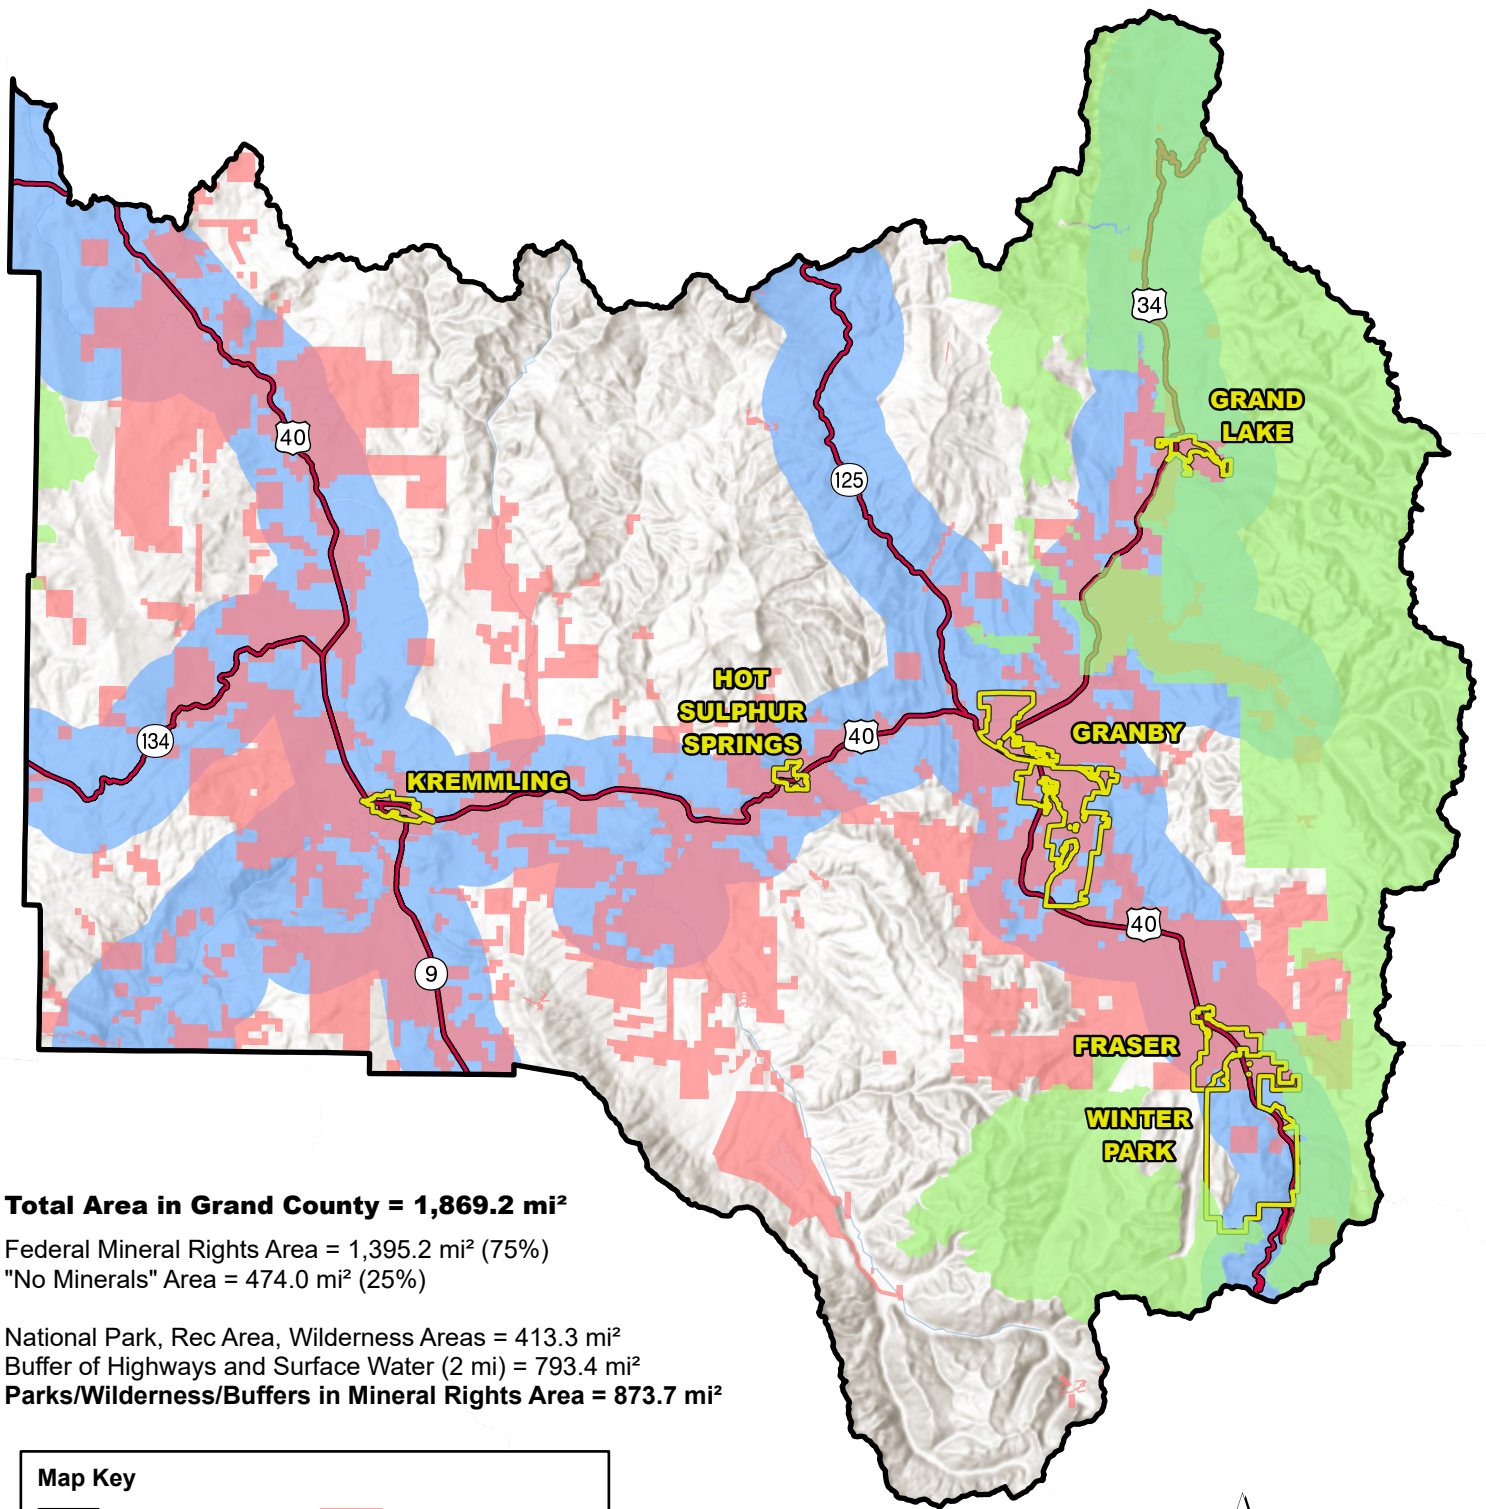 34
GRAND
LAKE
40
125
HOT
SULPHUR
SPRINGS
40
GRANBY
134
KREMMLING
40
9
FRASER
WINTER
PARK
Total Area in Grand County = 1,869.2 mi²
Federal Mineral Rights Area = 1,395.2 mi² (75%)
"No Minerals" Area = 474.0 mi² (25%)
National Park, Rec Area, Wilderness Areas = 413.3 mi²
Buffer of Highways and Surface Water (2 mi) = 793.4 mi²
Parks/Wilderness/Buffers in Mineral Rights Area = 873.7 mi²
Map Key